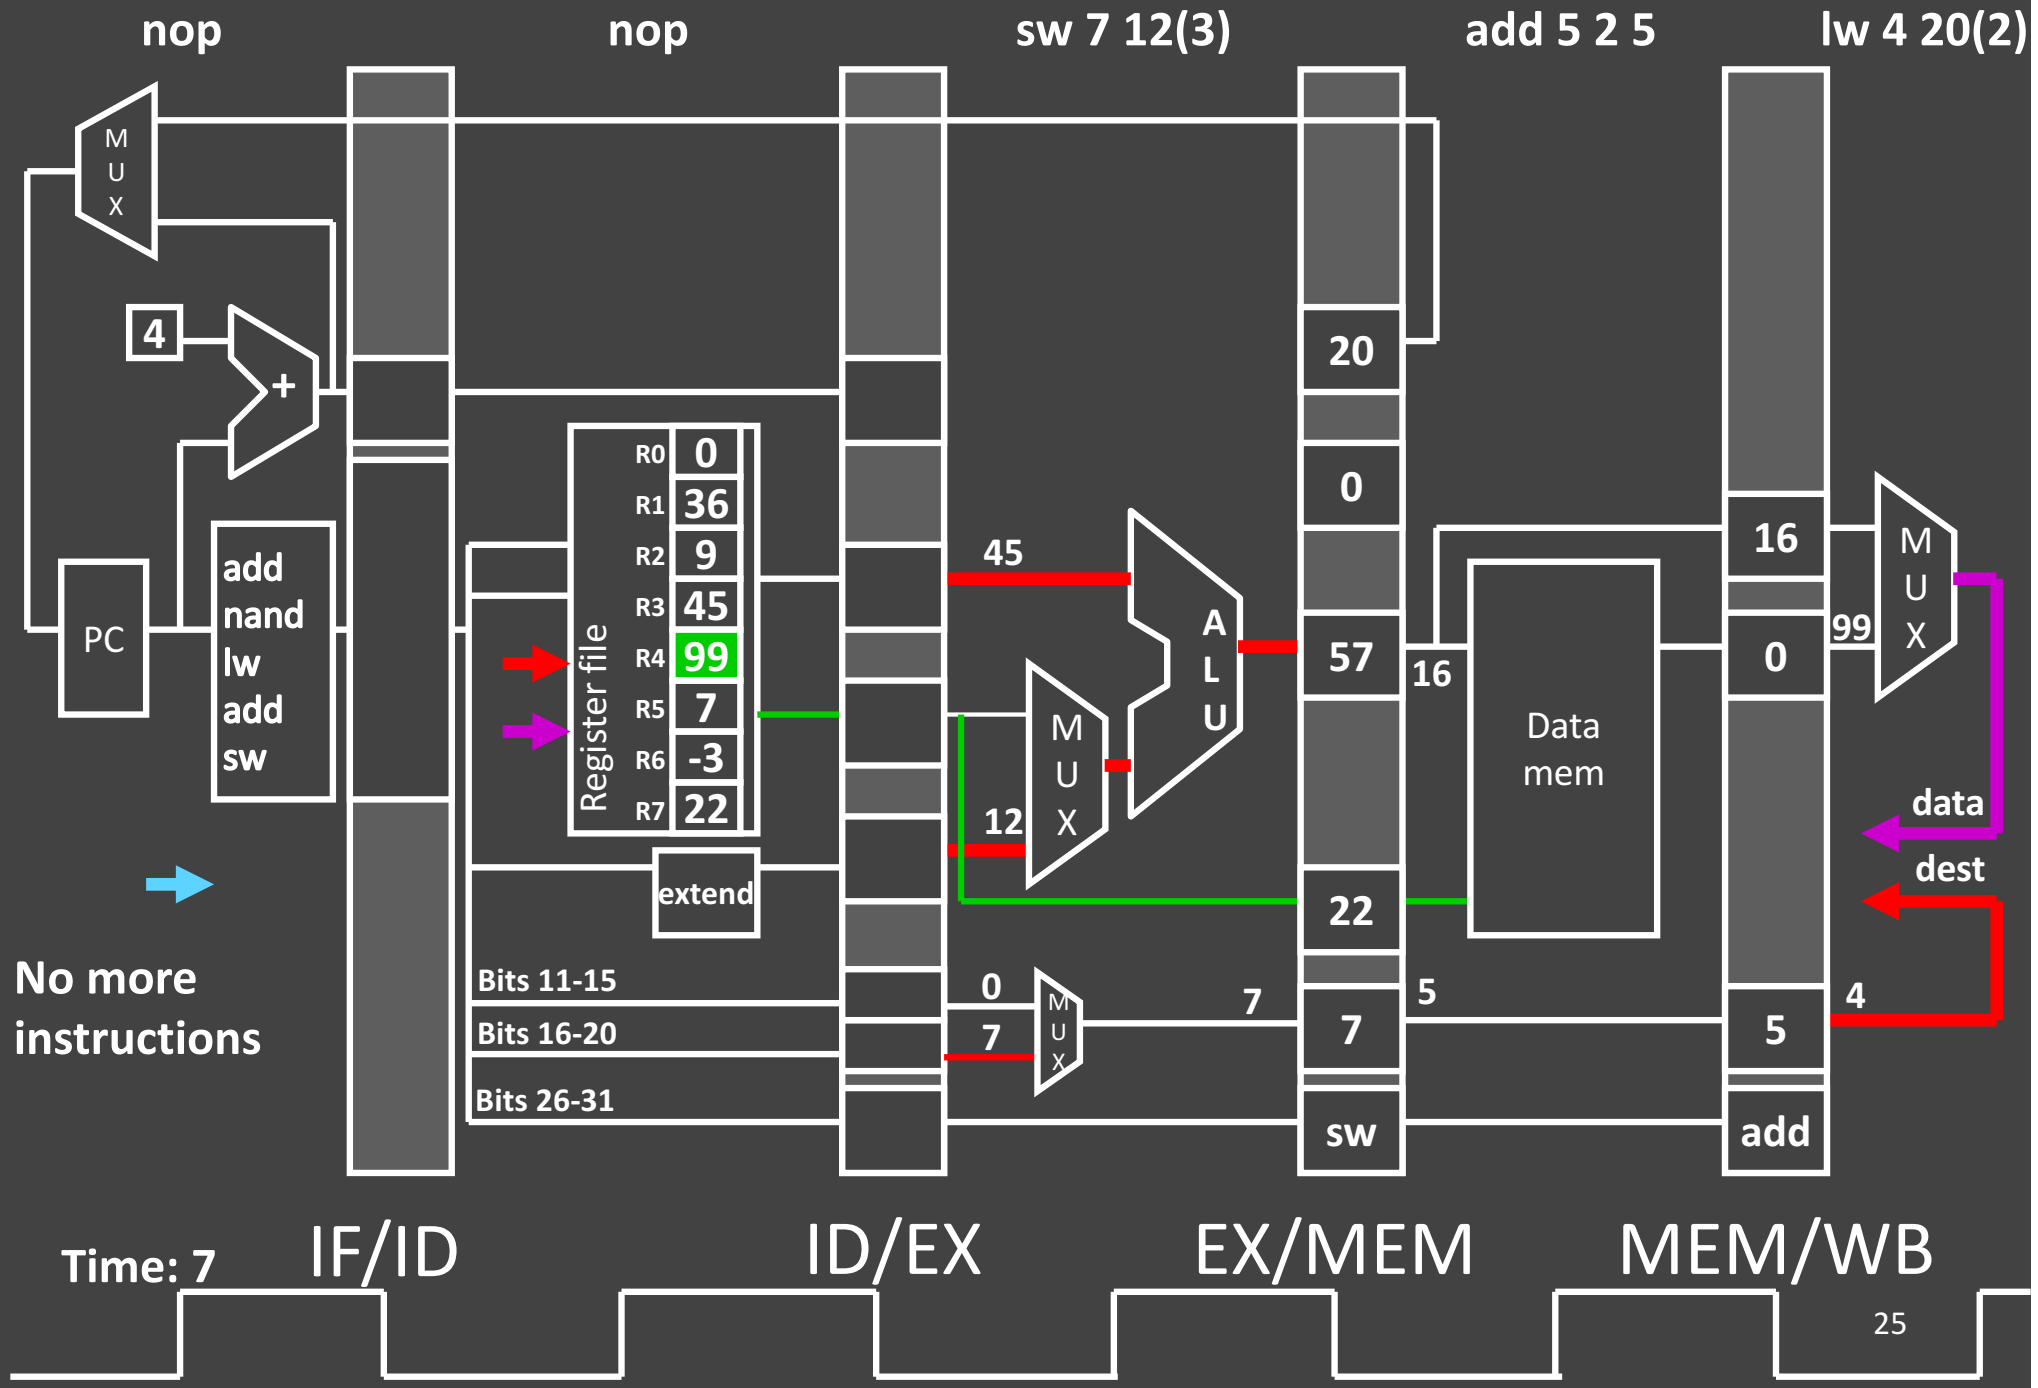 nop
nop
sw 7 12(3)
add 5 2 5
lw 4 20(2)
M
U
X
4
+
PC
add
nand
lw
add
sw
No more
instructions
Register file
R0 0
R1 36
R2 9
R3 45
R4 99
R5 7
R6 -3
R7 22
extend
Bits 11-15
Bits 16-20
Bits 26-31
45
12
M
U
X
A
L
U
0
7
M
U
X
7
20
0
57
22
7
sw
16
5
Data
mem
16
0
5
add
99
4
M
U
X
data
dest
IF/ID
ID/EX
EX/MEM
MEM/WB
Time: 7
25